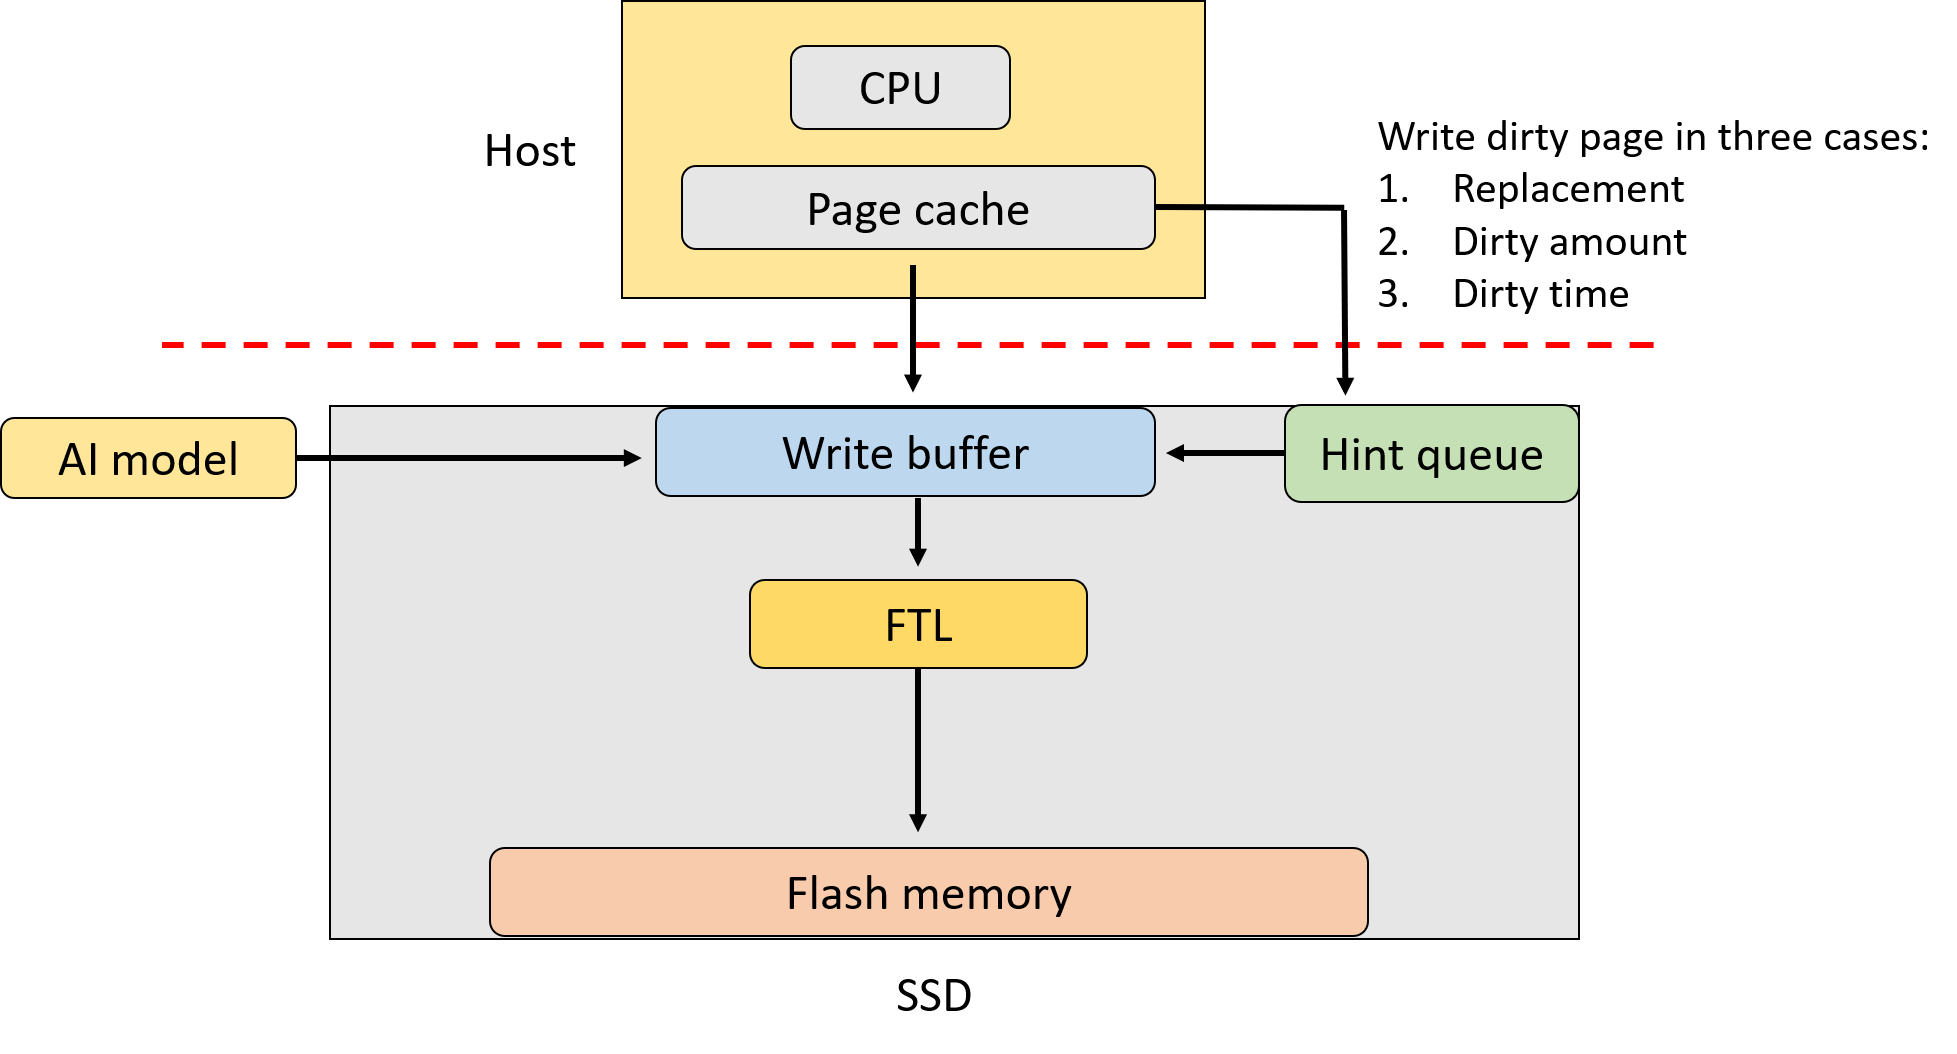 CPU
Host
Page cache
Write dirty page in three cases:
1. Replacement
2. Dirty amount
3. Dirty time
AI model
Write buffer
Hint queue
FTL
Flash memory
SSD